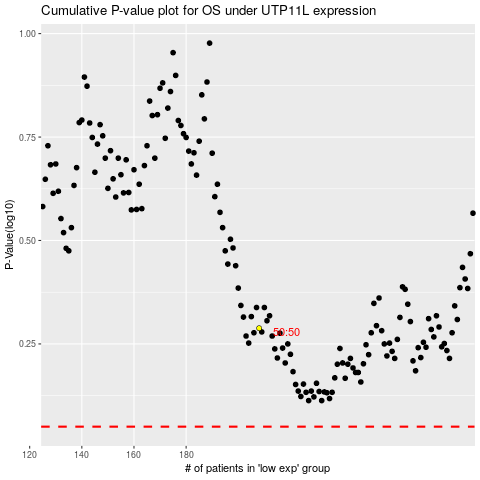 Cumulative P-value plot for OS under UTP11L expression
P-Value(log10)
1.00
0.75
0.50
0.25
50:50
120 140 160 180
# of patients in 'low exp' group